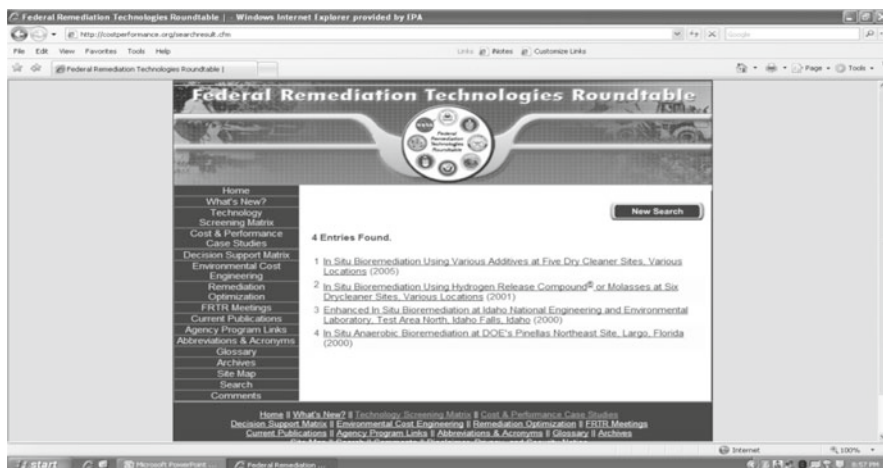 Federal Remediation Technologies Roundtable | - Windows Internet Explorer provided by EPA
http://costperformance.org/searchresult.cfm
Google
File Edit View Favorites Tools Help
Links Notes Customize Links
Federal Remediation Technologies Roundtable |
Page Tools
Federal Remediation Technologies Roundtable
Federal
Remediation
Technologies
Roundtable
Home
What's New?
Technology
Screening Matrix
Cost & Performance
Case Studies
Decision Support Matrix
Environmental Cost
Engineering
Remediation
Optimization
FRTR Meetings
Current Publications
Agency Program Links
Abbreviations & Acronyms
Glossary
Archives
Site Map
Search
Comments
New Search
4 Entries Found.
1 In Situ Bioremediation Using Various Additives at Five Dry Cleaner Sites, Various
Locations (2005)
2 In Situ Bioremediation Using Hydrogen Release Compound® or Molasses at Six
Drycleaner Sites, Various Locations (2001)
3 Enhanced In Situ Bioremediation at Idaho National Engineering and Environmental
Laboratory, Test Area North, Idaho Falls, Idaho (2000)
4 In Situ Anaerobic Bioremediation at DOE's Pinellas Northeast Site, Largo, Florida
(2000)
Home || What's New? || Technology Screening Matrix || Cost & Performance Case Studies
Decision Support Matrix || Environmental Cost Engineering || Remediation Optimization || FRTR Meetings
Current Publications || Agency Program Links || Abbreviations & Acronyms || Glossary || Archives
Internet
100%
start
Microsoft PowerPoint ...
Federal Remediation ...